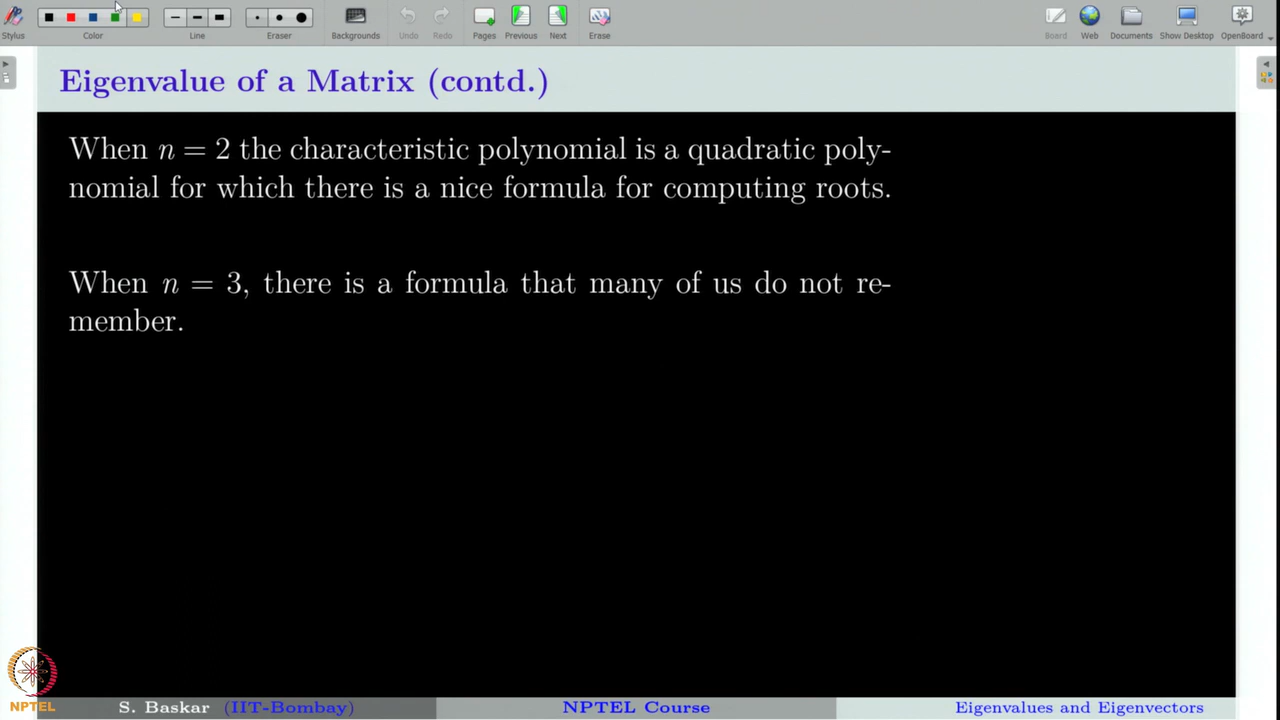 Stylus Color Line Eraser Backgrounds Undo Redo Pages Previous Next Erase Board Web Documents Show Desktop OpenBoard
Eigenvalue of a Matrix (contd.)
When n = 2 the characteristic polynomial is a quadratic poly-
nomial for which there is a nice formula for computing roots.
When n = 3, there is a formula that many of us do not re-
member.
NPTEL
S. Baskar (IIT-Bombay) NPTEL Course Eigenvalues and Eigenvectors